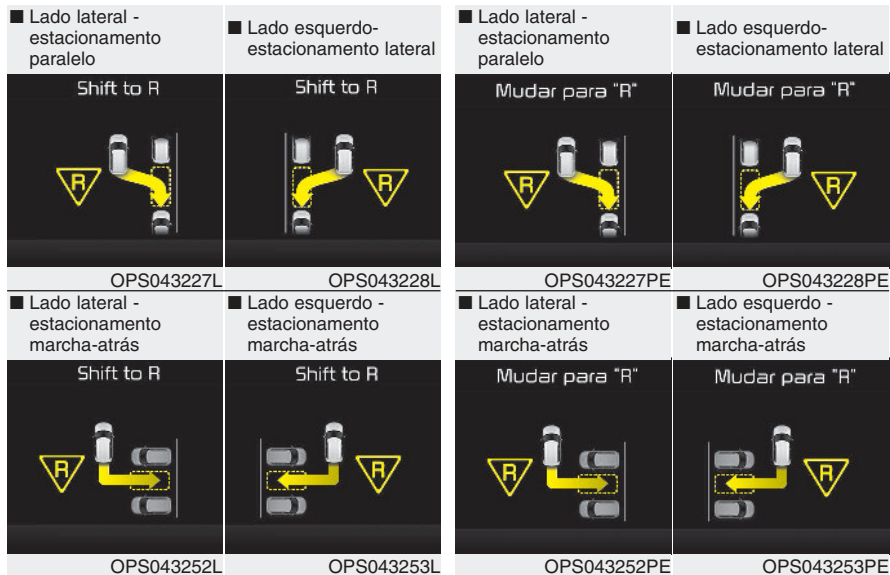 ■ Lado lateral -
estacionamento
paralelo
Shift to R
R
OPS043227L
■ Lado esquerdo-
estacionamento lateral
Shift to R
R
OPS043228L
■ Lado lateral -
estacionamento
paralelo
Mudar para "R"
R
OPS043227PE
■ Lado esquerdo-
estacionamento lateral
Mudar para "R"
R
OPS043228PE
■ Lado lateral -
estacionamento
marcha-atrás
Shift to R
R
OPS043252L
■ Lado esquerdo -
estacionamento
marcha-atrás
Shift to R
R
OPS043253L
■ Lado lateral -
estacionamento
marcha-atrás
Mudar para "R"
R
OPS043252PE
■ Lado esquerdo -
estacionamento
marcha-atrás
Mudar para "R"
R
OPS043253PE